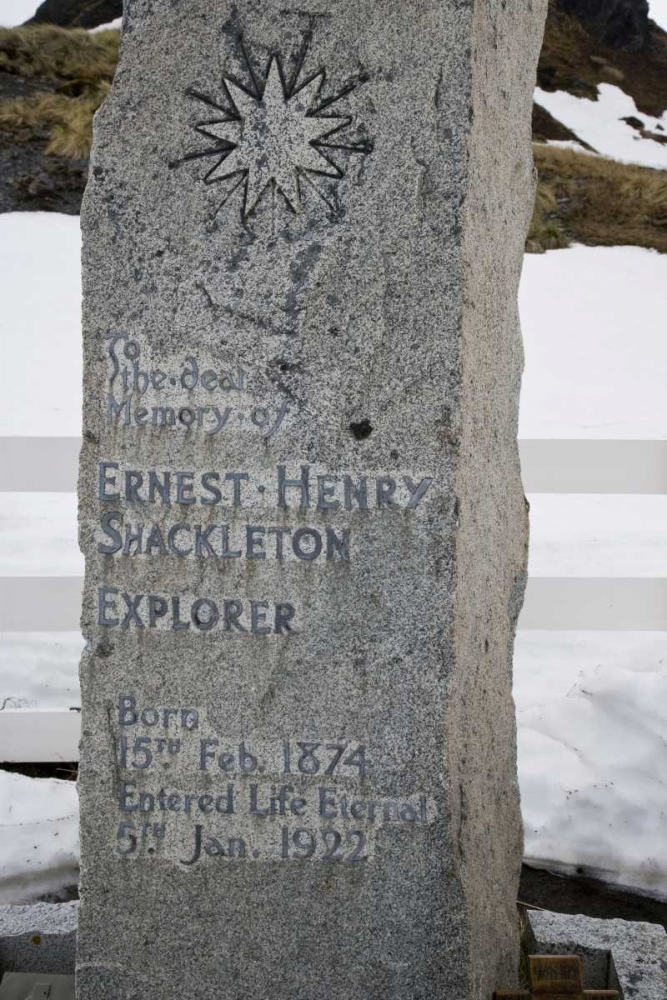 To
the·dear
Memory·of
ERNEST·HENRY
SHACKLETON
EXPLORER
Born
15TH Feb. 1874
Entered Life Eternal
5TH Jan. 1922